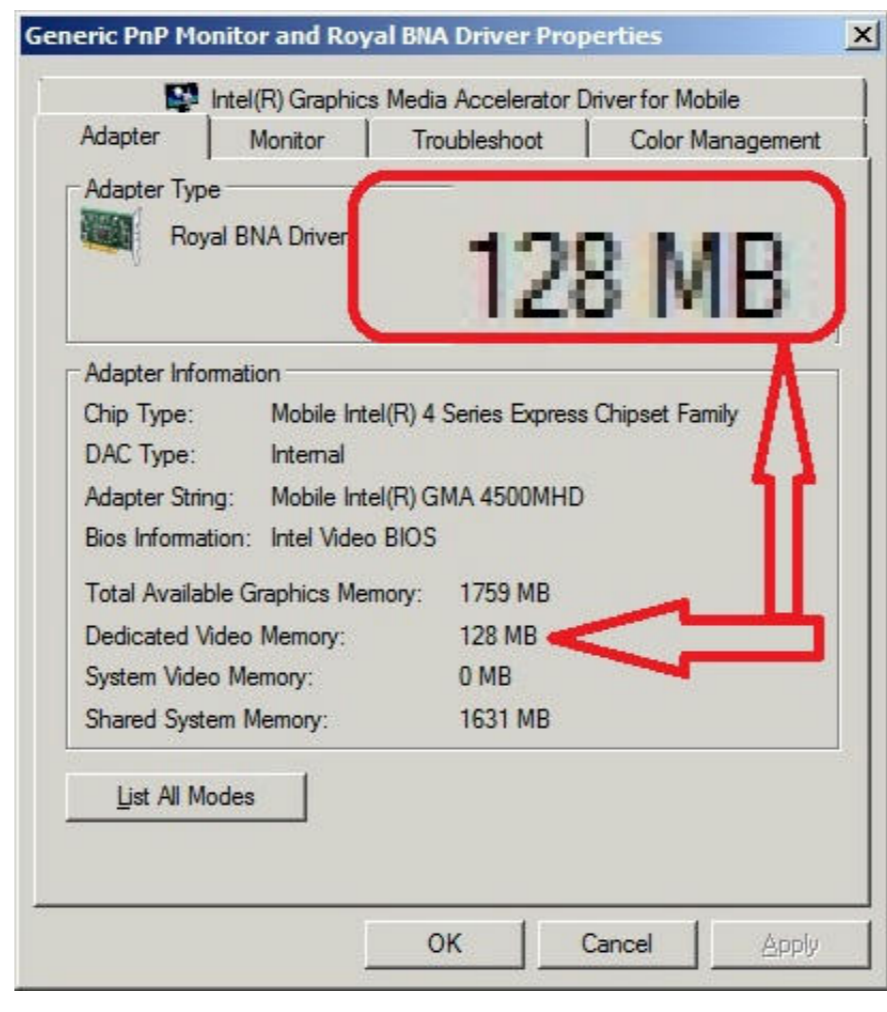 Generic PnP Monitor and Royal BNA Driver Properties
Intel(R) Graphics Media Accelerator Driver for Mobile
Adapter Monitor Troubleshoot Color Management
Adapter Type
Royal BNA Driver
128 MB
Adapter Information
Chip Type: Mobile Intel(R) 4 Series Express Chipset Family
DAC Type: Internal
Adapter String: Mobile Intel(R) GMA 4500MHD
Bios Information: Intel Video BIOS
Total Available Graphics Memory: 1759 MB
Dedicated Video Memory: 128 MB
System Video Memory: 0 MB
Shared System Memory: 1631 MB
List All Modes
OK Cancel Apply